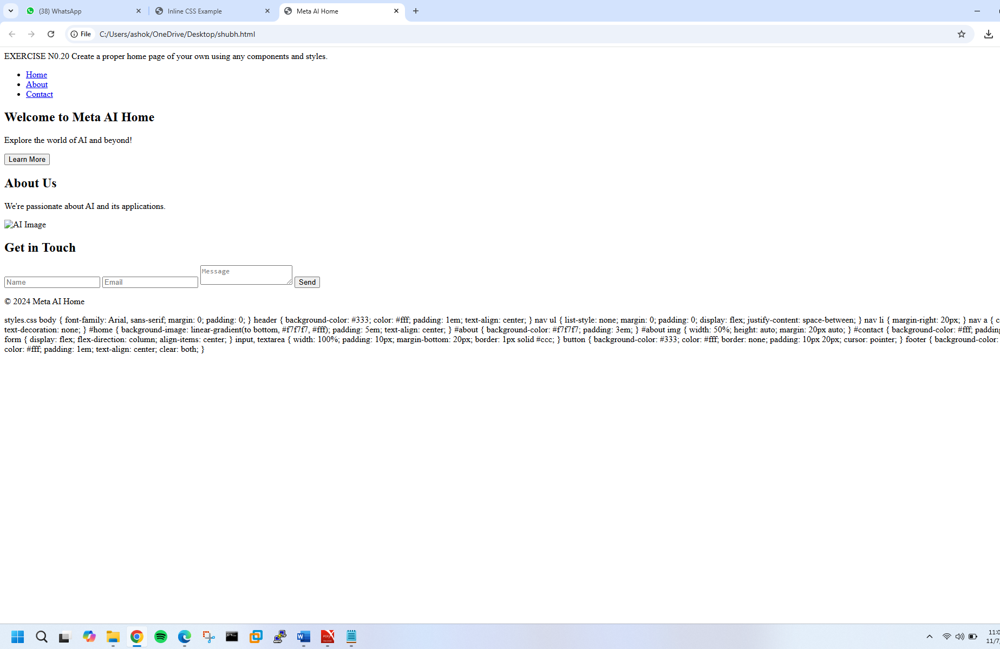 (38) WhatsApp
Inline CSS Example
Meta AI Home
File
C:/Users/ashok/OneDrive/Desktop/shubh.html
EXERCISE N0.20 Create a proper home page of your own using any components and styles.
Home
About
Contact
Welcome to Meta AI Home
Explore the world of AI and beyond!
Learn More
About Us
We're passionate about AI and its applications.
AI Image
Get in Touch
Name Email Message Send
© 2024 Meta AI Home
styles.css body { font-family: Arial, sans-serif; margin: 0; padding: 0; } header { background-color: #333; color: #fff; padding: 1em; text-align: center; } nav ul { list-style: none; margin: 0; padding: 0; display: flex; justify-content: space-between; } nav li { margin-right: 20px; } nav a { c
text-decoration: none; } #home { background-image: linear-gradient(to bottom, #f7f7f7, #fff); padding: 5em; text-align: center; } #about { background-color: #f7f7f7; padding: 3em; } #about img { width: 50%; height: auto; margin: 20px auto; } #contact { background-color: #fff; padding
form { display: flex; flex-direction: column; align-items: center; } input, textarea { width: 100%; padding: 10px; margin-bottom: 20px; border: 1px solid #ccc; } button { background-color: #333; color: #fff; border: none; padding: 10px 20px; cursor: pointer; } footer { background-color:
color: #fff; padding: 1em; text-align: center; clear: both; }
11:0
11/7